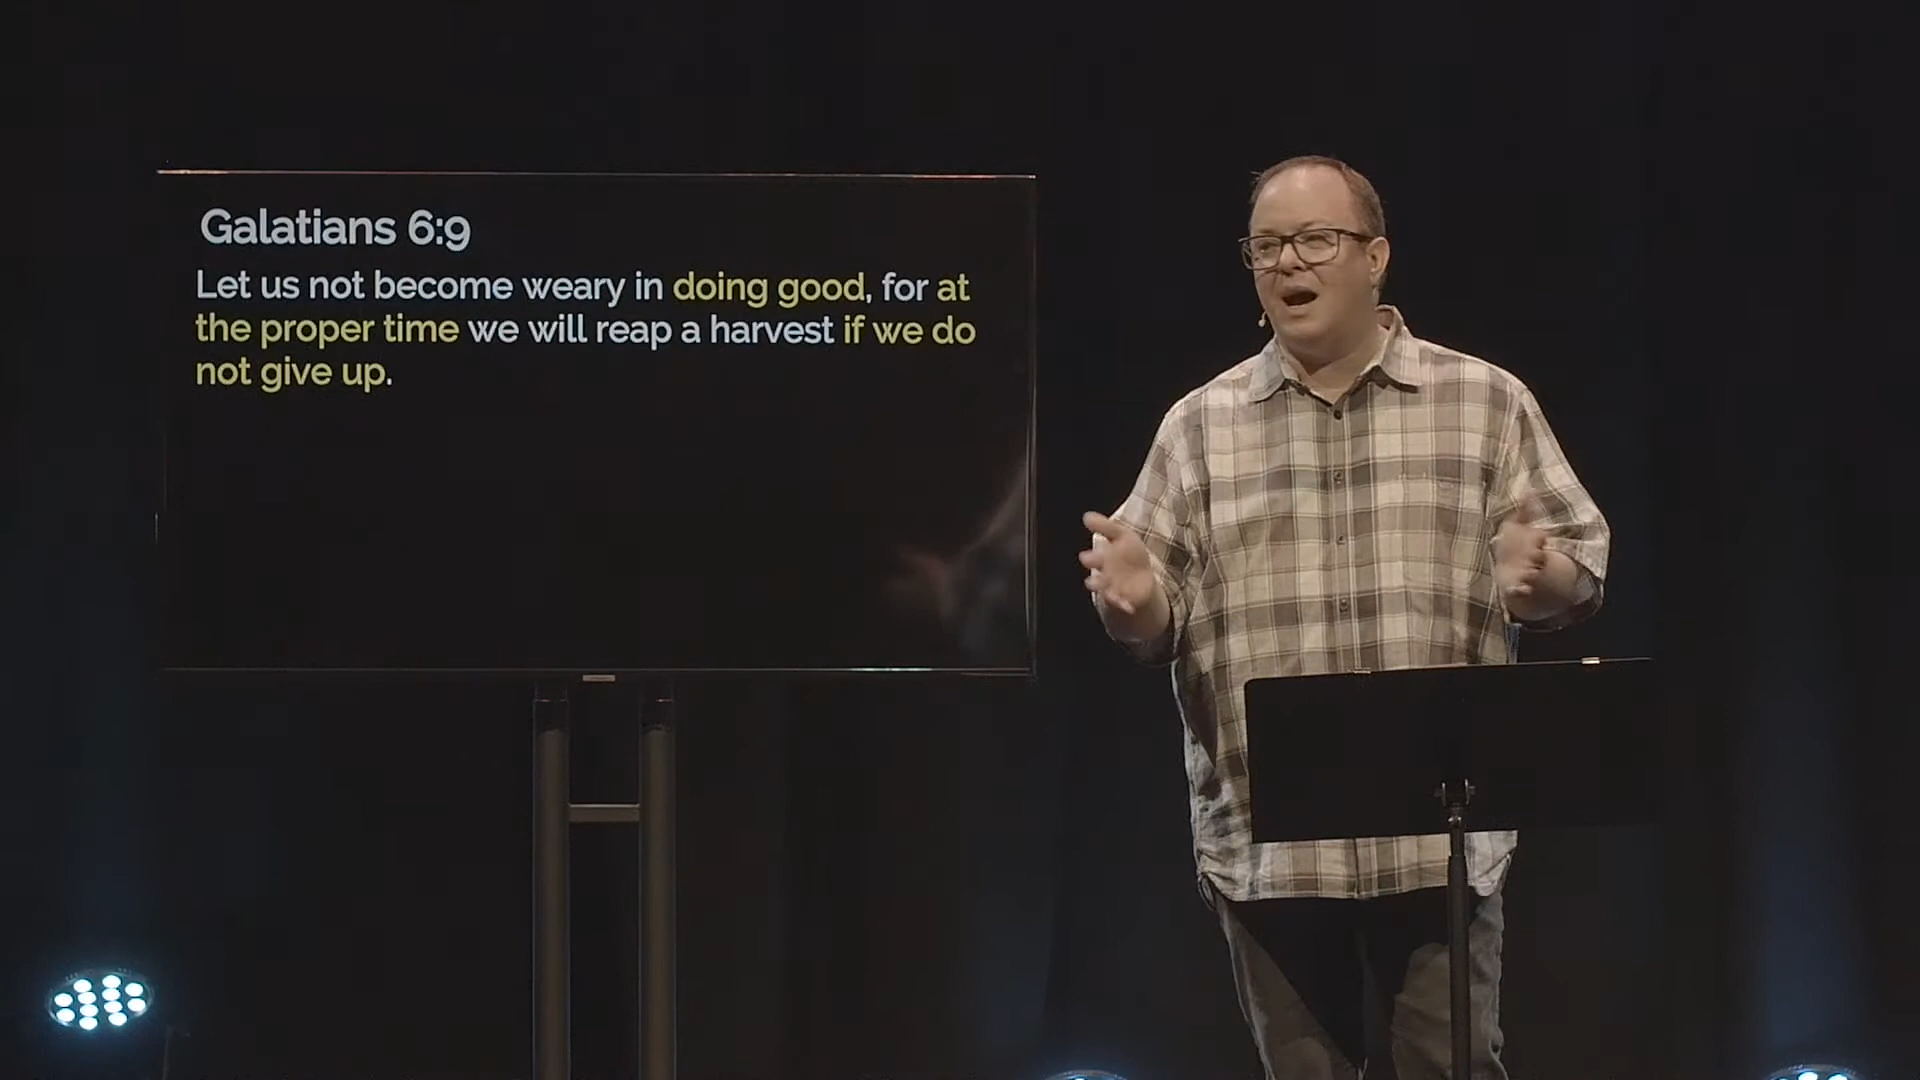 Galatians 6:9
Let us not become weary in doing good, for at
the proper time we will reap a harvest if we do
not give up.